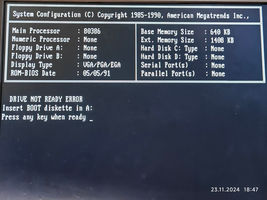 System Configuration (C) Copyright 1985-1990, American Megatrends Inc.,
Main Processor : 80386
Numeric Processor : None
Floppy Drive A: : None
Floppy Drive B: : None
Display Type : VGA/PGA/EGA
ROM-BIOS Date : 05/05/91
Base Memory Size : 640 KB
Ext. Memory Size : 1408 KB
Hard Disk C: Type : None
Hard Disk D: Type : None
Serial Port(s) : None
Parallel Port(s) : None
DRIVE NOT READY ERROR
Insert BOOT diskette in A:
Press any key when ready _
23.11.2024 18:47